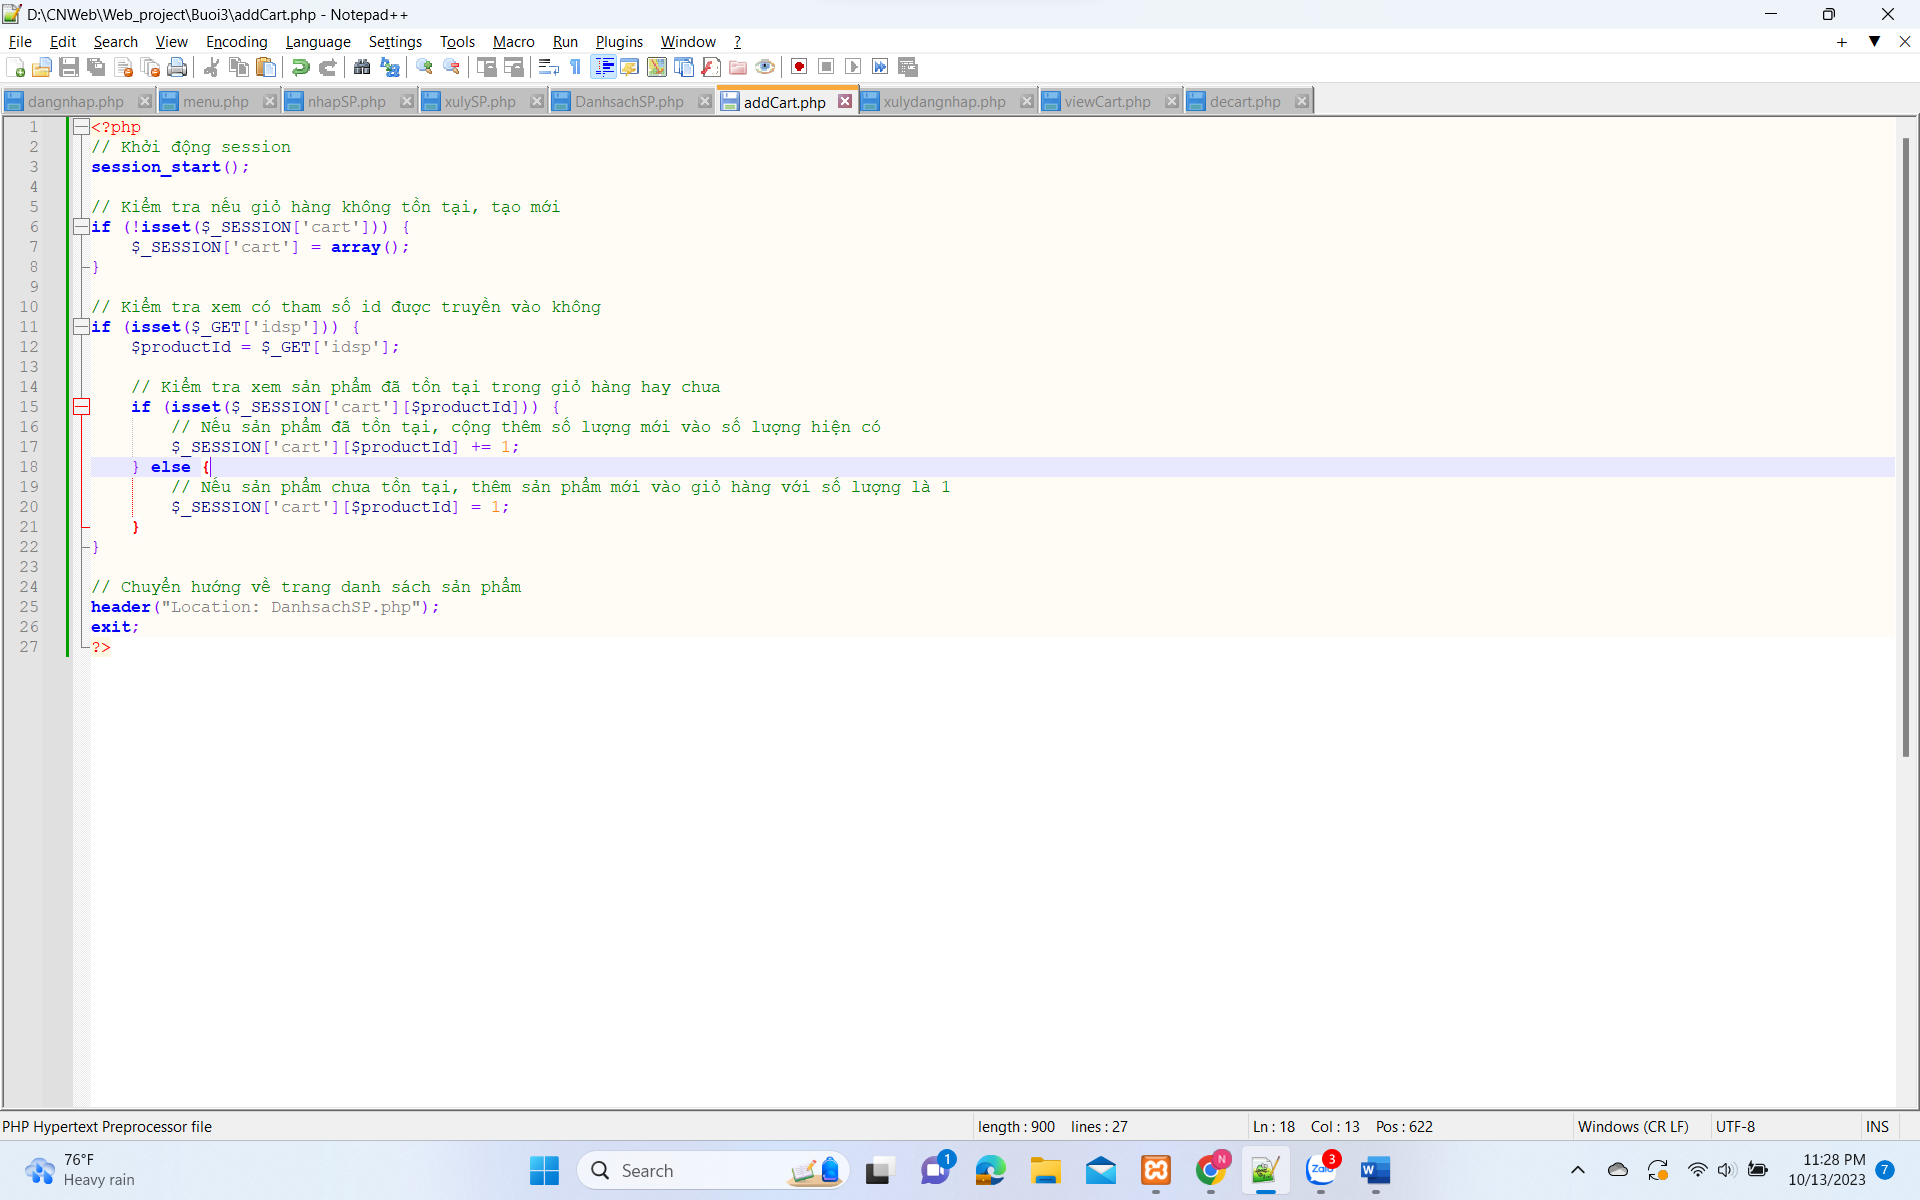 D:\CNWeb\Web_project\Buoi3\addCart.php - Notepad++
File Edit Search View Encoding Language Settings Tools Macro Run Plugins Window ?
dangnhap.php menu.php nhapSP.php xulySP.php DanhsachSP.php addCart.php xulydangnhap.php viewCart.php decart.php
1 <?php
2 // Khởi động session
3 session_start();
4
5 // Kiểm tra nếu giỏ hàng không tồn tại, tạo mới
6 if (!isset($_SESSION['cart'])) {
7 $_SESSION['cart'] = array();
8 }
9
10 // Kiểm tra xem có tham số id được truyền vào không
11 if (isset($_GET['idsp'])) {
12 $productId = $_GET['idsp'];
13
14 // Kiểm tra xem sản phẩm đã tồn tại trong giỏ hàng hay chưa
15 if (isset($_SESSION['cart'][$productId])) {
16 // Nếu sản phẩm đã tồn tại, cộng thêm số lượng mới vào số lượng hiện có
17 $_SESSION['cart'][$productId] += 1;
18 } else {
19 // Nếu sản phẩm chưa tồn tại, thêm sản phẩm mới vào giỏ hàng với số lượng là 1
20 $_SESSION['cart'][$productId] = 1;
21 }
22 }
23
24 // Chuyển hướng về trang danh sách sản phẩm
25 header("Location: DanhsachSP.php");
26 exit;
27 ?>
PHP Hypertext Preprocessor file length : 900 lines : 27 Ln : 18 Col : 13 Pos : 622 Windows (CR LF) UTF-8 INS
76°F
Heavy rain
Search
1
N
Zalo
3
W
11:28 PM
10/13/2023
7